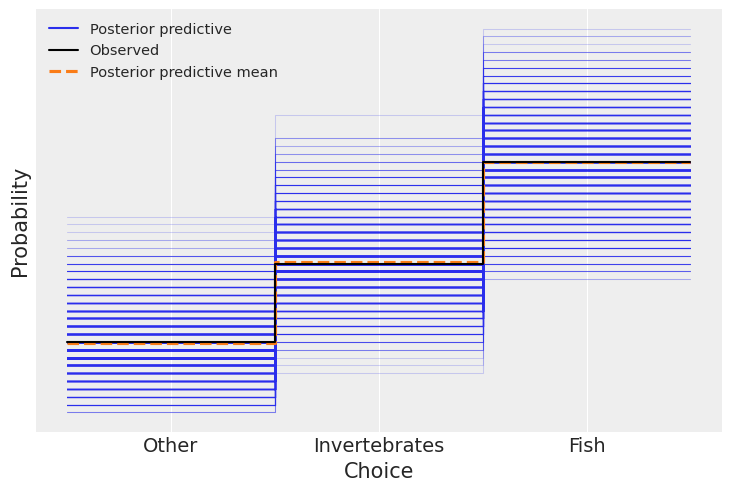 Posterior predictive
Observed
Posterior predictive mean
Probability
Other
Invertebrates
Fish
Choice